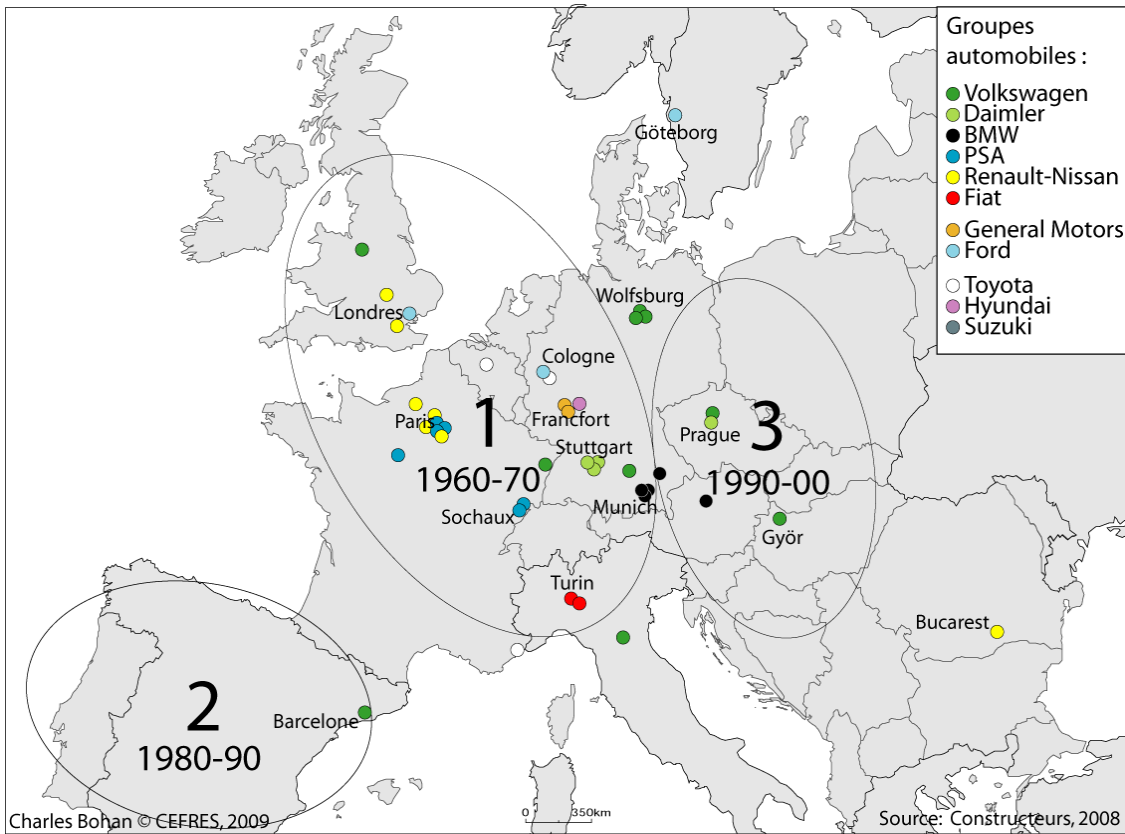 Groupes
automobiles :
Volkswagen
Daimler
BMW
PSA
Renault-Nissan
Fiat
General Motors
Ford
Toyota
Hyundai
Suzuki
Göteborg
Londres
Wolfsburg
Cologne
Francfort
Paris
1
1960-70
Stuttgart
Munich
Sochaux
Turin
Prague
3
1990-00
Györ
Bucarest
Barcelone
2
1980-90
0 350km
Charles Bohan © CEFRES, 2009
Source: Constructeurs, 2008